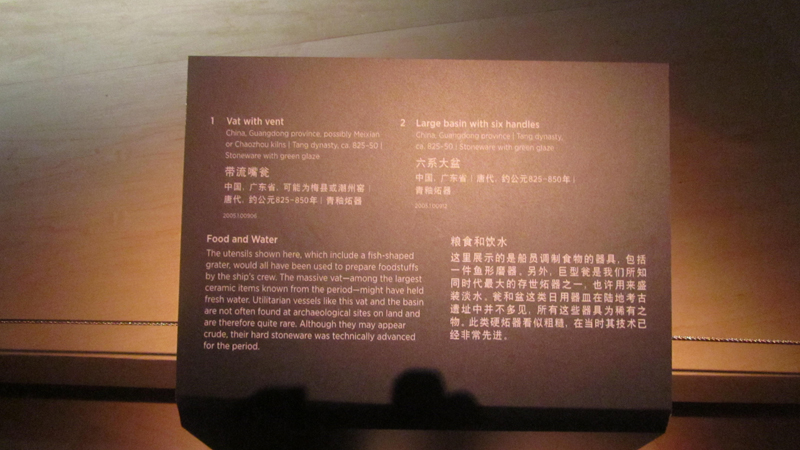 1 Vat with vent
China, Guangdong province, possibly Meixian
or Chaozhou kilns | Tang dynasty, ca. 825–50 |
Stoneware with green glaze
带流嘴瓮
中国, 广东省, 可能为梅县或潮州窑 |
唐代, 约公元825–850年 | 青釉炻器
2005.1.00906
2 Large basin with six handles
China, Guangdong province | Tang dynasty,
ca. 825–50 | Stoneware with green glaze
六系大盆
中国, 广东省 | 唐代, 约公元825–850年 |
青釉炻器
Food and Water
The utensils shown here, which include a fish-shaped
grater, would all have been used to prepare foodstuffs
by the ship's crew. The massive vat—among the largest
ceramic items known from the period—might have held
fresh water. Utilitarian vessels like this vat and the basin
are not often found at archaeological sites on land and
are therefore quite rare. Although they may appear
crude, their hard stoneware was technically advanced
for the period.
粮食和饮水
这里展示的是船员调制食物的器具, 包括
一件鱼形磨器。另外, 巨型瓮是我们所知
同时代最大的存世炻器之一, 也许用来盛
装淡水。瓮和盆这类日用器皿在陆地考古
遗址中并不多见, 所有这些器具为稀有之
物。此类硬炻器看似粗糙, 在当时其技术已
经非常先进。